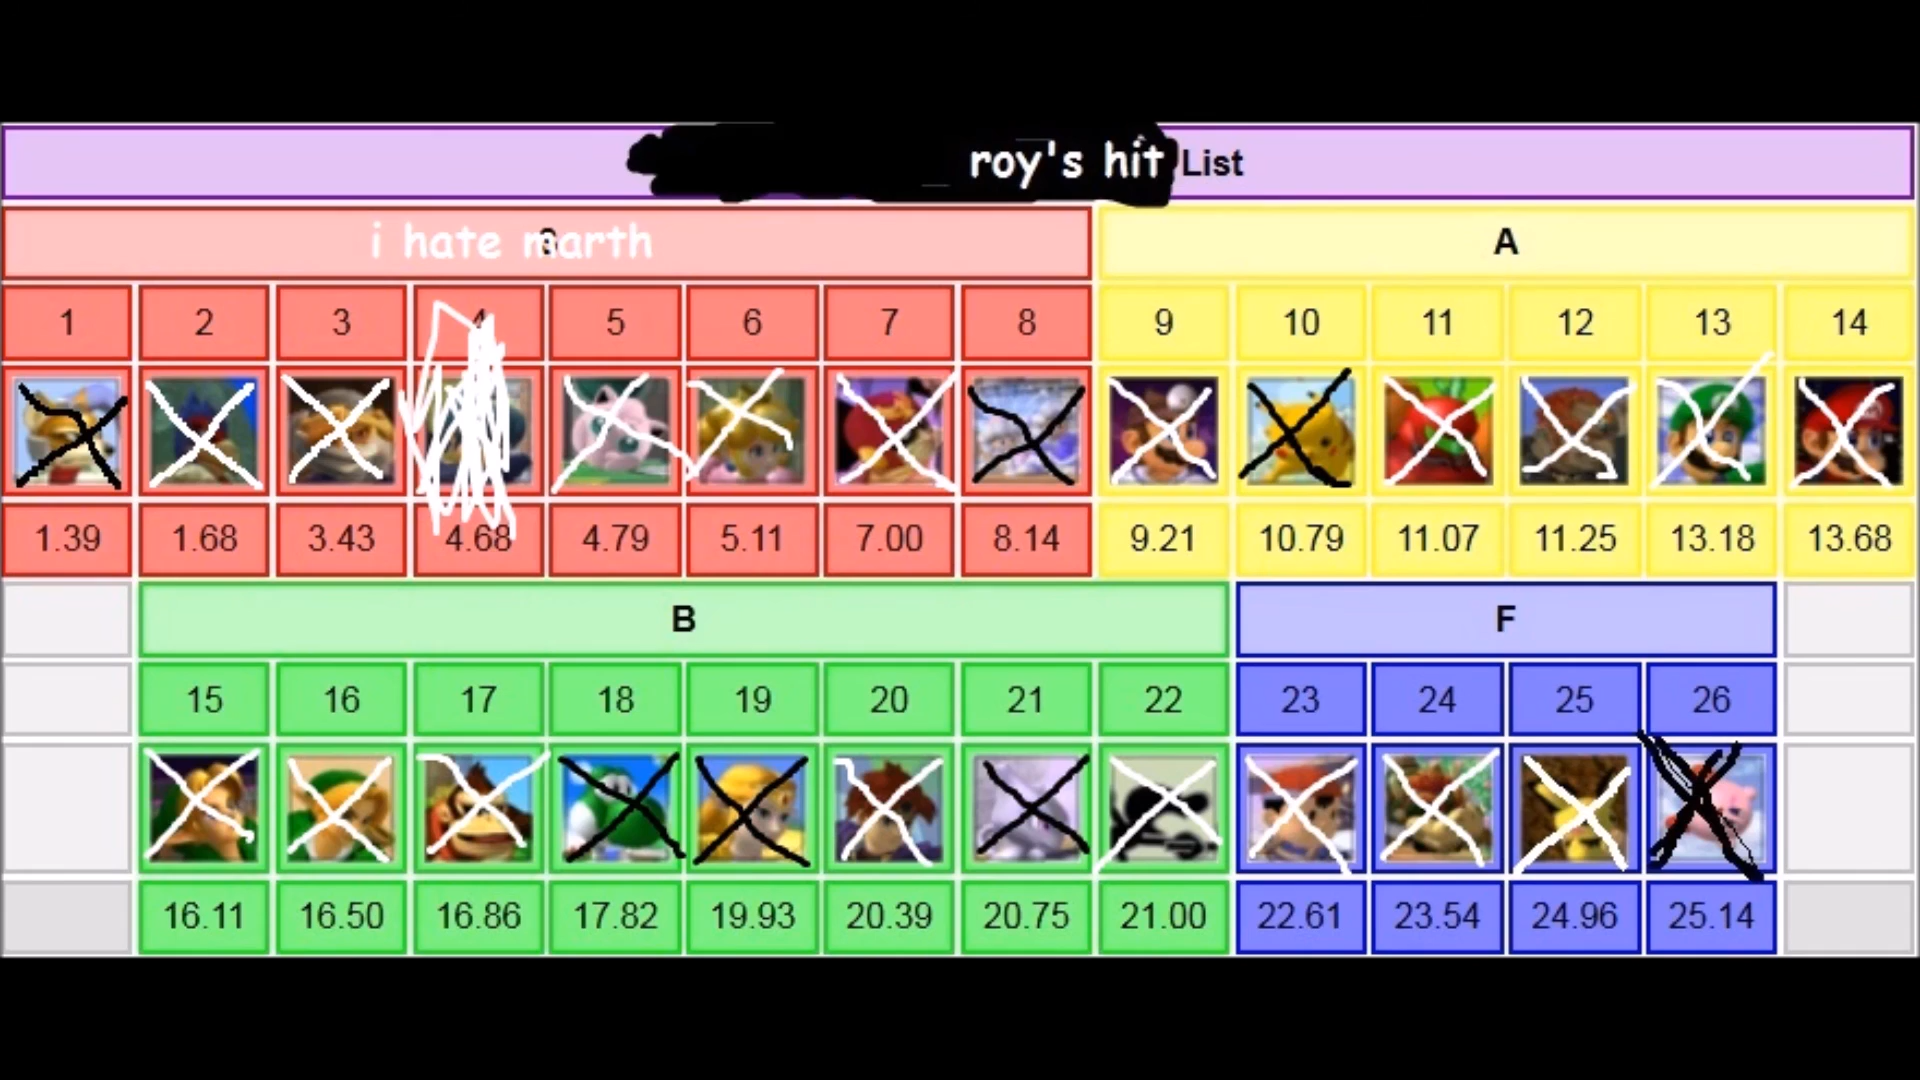 roy's hit List
i hate marth
A
1 2 3 4 5 6 7 8 9 10 11 12 13 14
1.39 1.68 3.43 4.68 4.79 5.11 7.00 8.14 9.21 10.79 11.07 11.25 13.18 13.68
B F
15 16 17 18 19 20 21 22 23 24 25 26
16.11 16.50 16.86 17.82 19.93 20.39 20.75 21.00 22.61 23.54 24.96 25.14